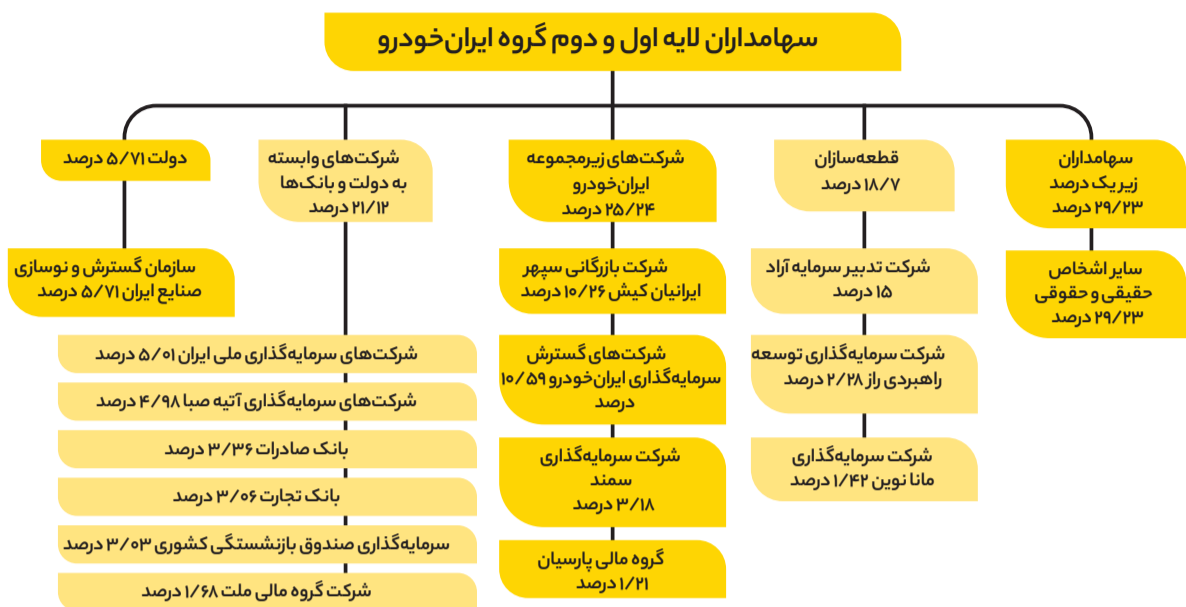 سهامداران لایه اول و دوم گروه ایران‌خودرو
سهامداران
زیر یک درصد
۲۹/۲۳ درصد
سایر اشخاص
حقیقی و حقوقی
۲۹/۲۳ درصد
قطعه‌سازان
۱۸/۷ درصد
شرکت تدبیر سرمایه آراد
۱۵ درصد
شرکت سرمایه‌گذاری توسعه
راهبردی راز ۲/۲۸ درصد
شرکت سرمایه‌گذاری
مانا نوین ۱/۴۲ درصد
شرکت‌های زیرمجموعه
ایران‌خودرو
۲۵/۲۴ درصد
شرکت بازرگانی سپهر
ایرانیان کیش ۱۰/۲۶ درصد
شرکت‌های گسترش
سرمایه‌گذاری ایران‌خودرو ۱۰/۵۹
درصد
شرکت سرمایه‌گذاری
سمند
۳/۱۸ درصد
گروه مالی پارسیان
۱/۲۱ درصد
شرکت‌های وابسته
به دولت و بانک‌ها
۲۱/۱۲ درصد
شرکت‌های سرمایه‌گذاری ملی ایران ۵/۰۱ درصد
شرکت‌های سرمایه‌گذاری آتیه صبا ۴/۹۸ درصد
بانک صادرات ۳/۳۶ درصد
بانک تجارت ۳/۰۶ درصد
سرمایه‌گذاری صندوق بازنشستگی کشوری ۳/۰۳ درصد
شرکت گروه مالی ملت ۱/۶۸ درصد
دولت ۵/۷۱ درصد
سازمان گسترش و نوسازی
صنایع ایران ۵/۷۱ درصد